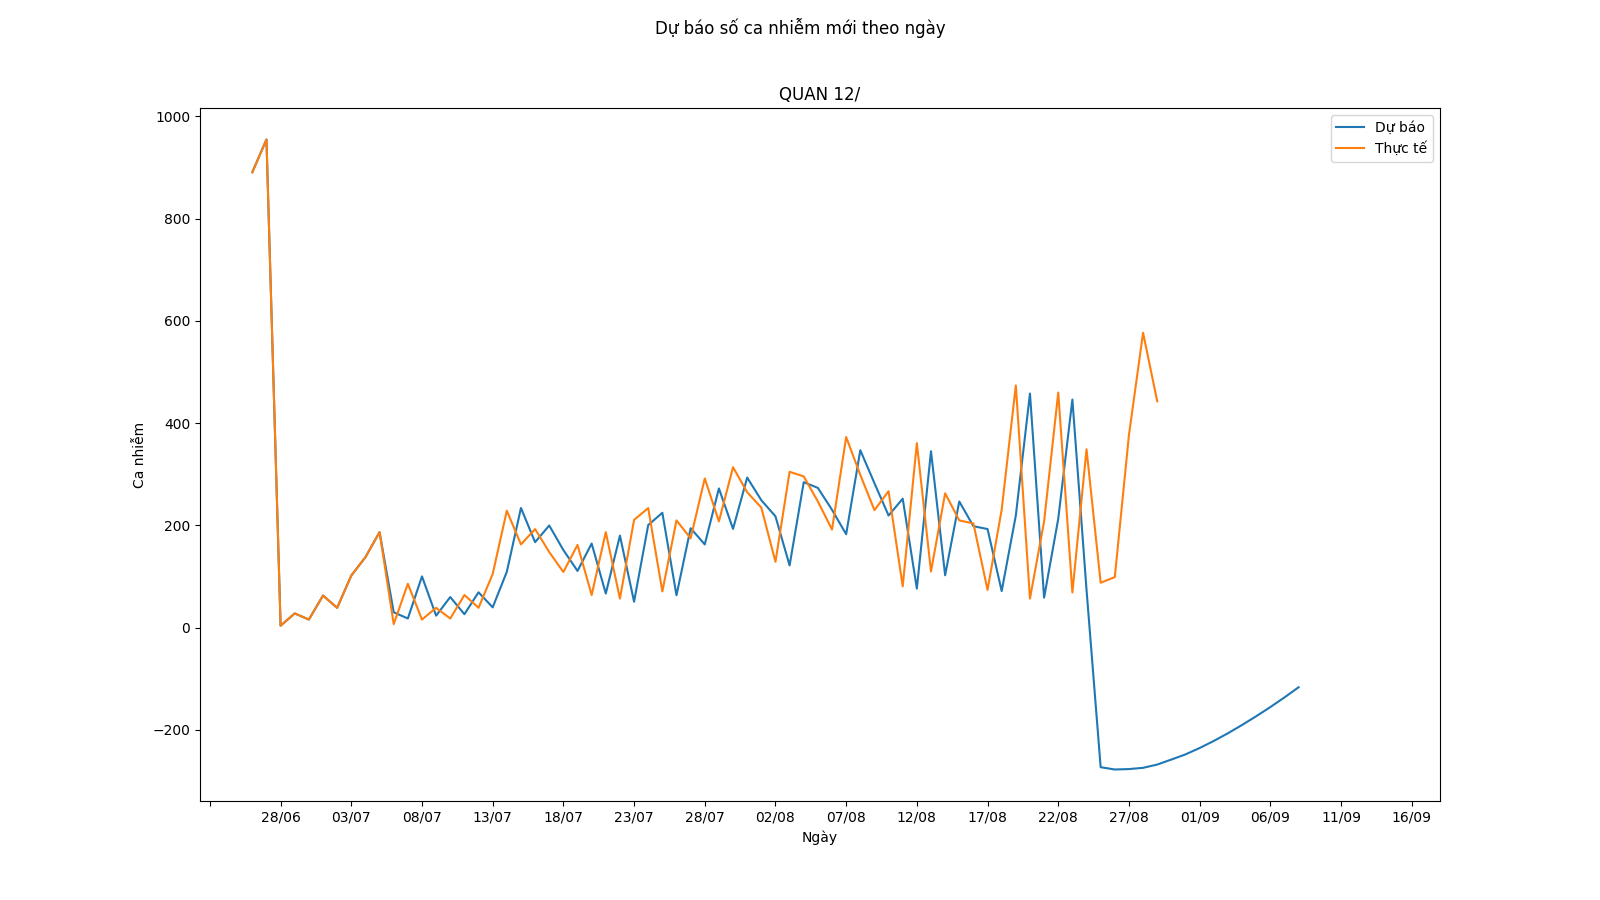 Dự báo số ca nhiễm mới theo ngày
QUAN 12/
Dự báo
Thực tế
1000
800
600
400
200
0
−200
Ca nhiễm
28/06 03/07 08/07 13/07 18/07 23/07 28/07 02/08 07/08 12/08 17/08 22/08 27/08 01/09 06/09 11/09 16/09
Ngày